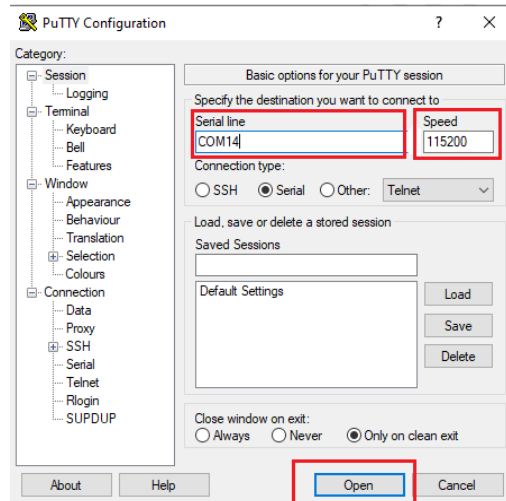 PuTTY Configuration ? ×
Category:
Session
Logging
Terminal
Keyboard
Bell
Features
Window
Appearance
Behaviour
Translation
Selection
Colours
Connection
Data
Proxy
SSH
Serial
Telnet
Rlogin
SUPDUP
Basic options for your PuTTY session
Specify the destination you want to connect to
Serial line Speed
COM14 115200
Connection type:
SSH Serial Other: Telnet
Load, save or delete a stored session
Saved Sessions
Default Settings
Load
Save
Delete
Close window on exit:
Always Never Only on clean exit
About Help Open Cancel